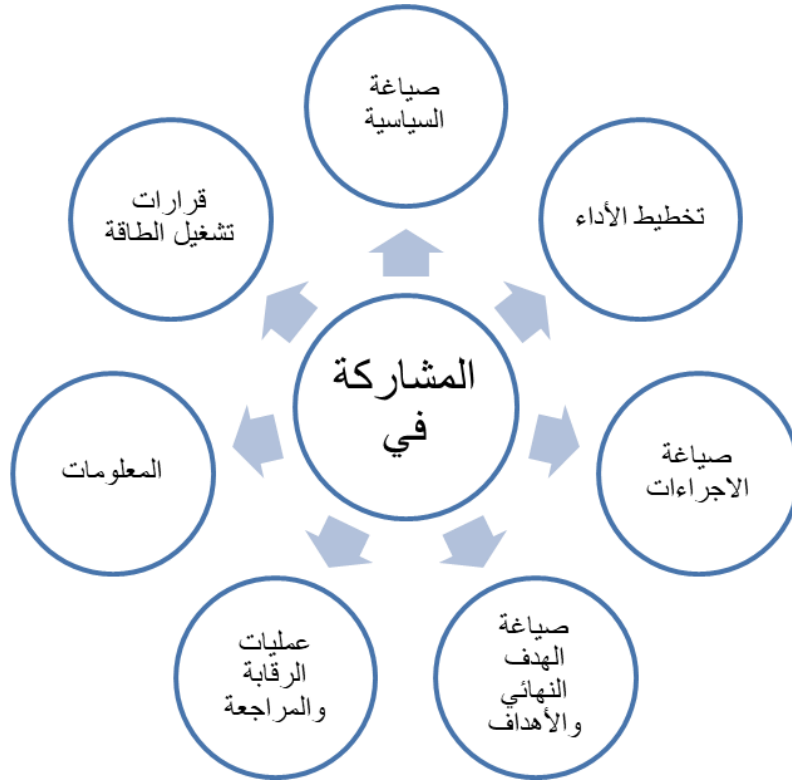 صياغة
السياسية
تخطيط الأداء
صياغة
الاجراءات
صياغة
الهدف
النهائي
والأهداف
عمليات
الرقابة
والمراجعة
المعلومات
قرارات
تشغيل الطاقة
المشاركة
في